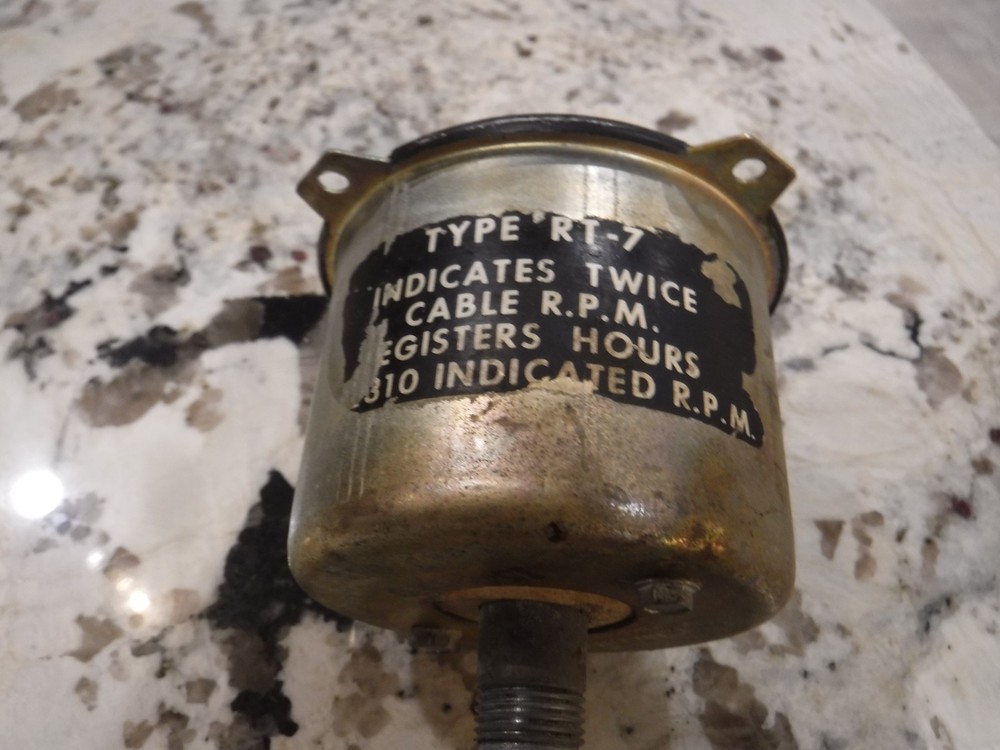 TYPE RT-7
INDICATES TWICE
CABLE R.P.M.
EGISTERS HOURS
310 INDICATED R.P.M.